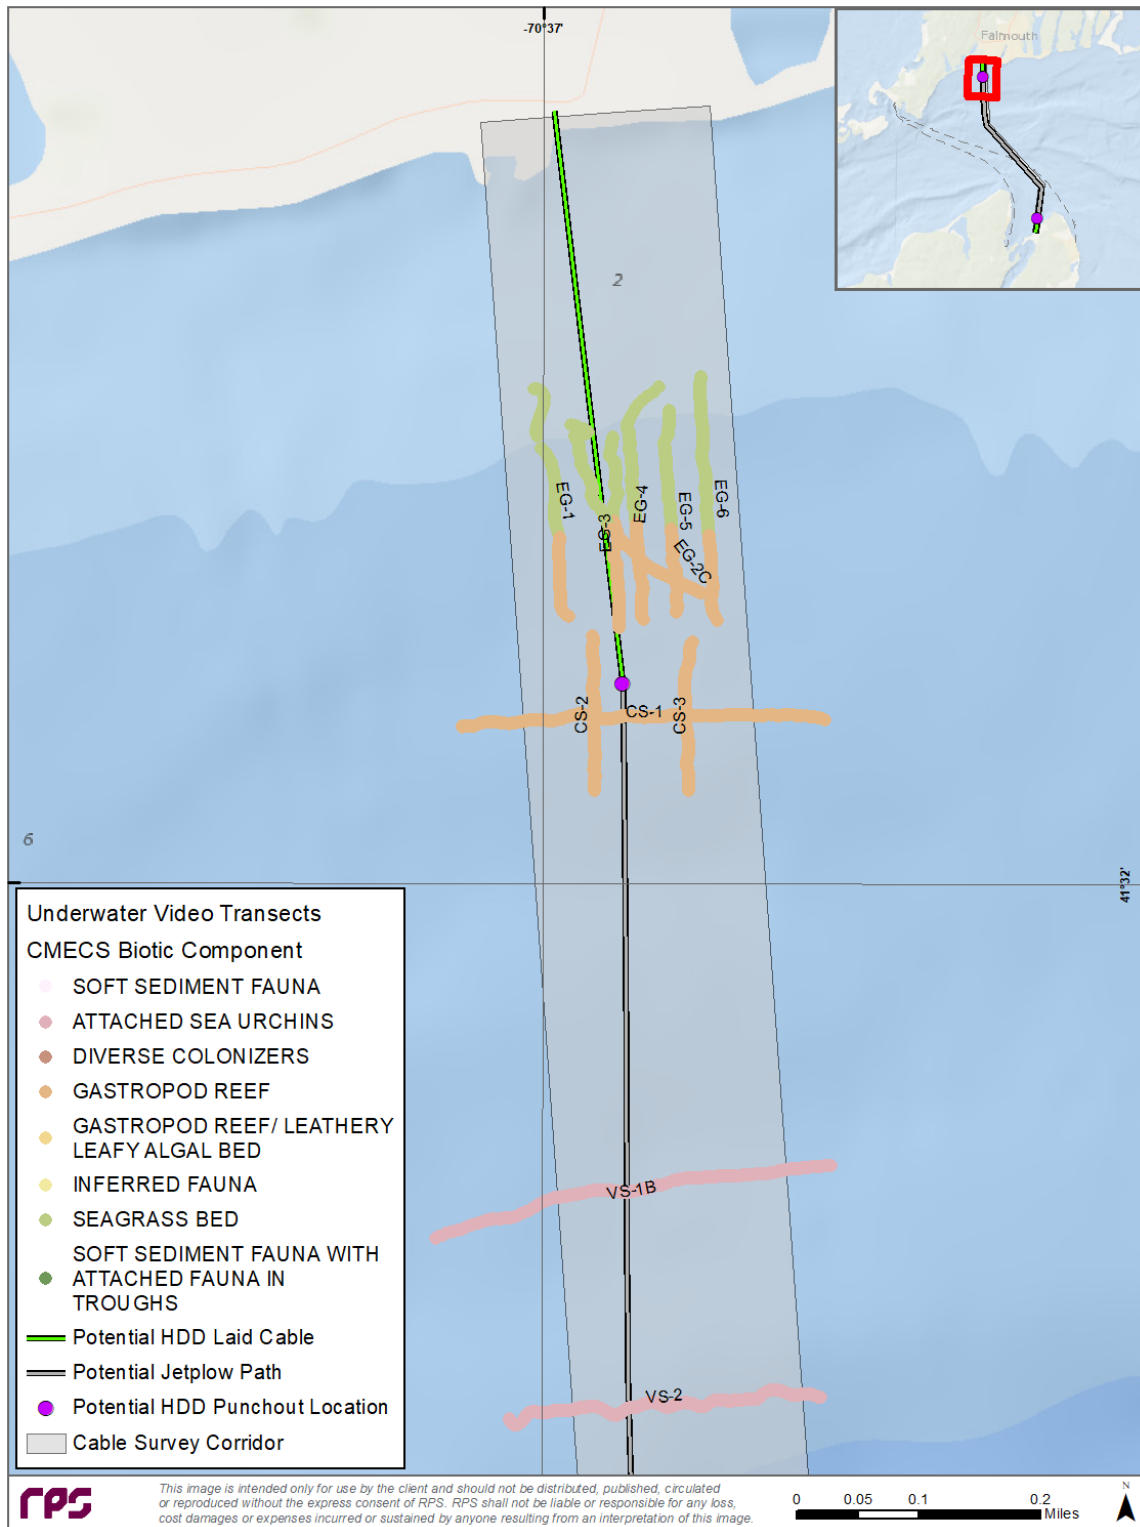 -70°37'
Falmouth
2
EG-1
EG-3
EG-4
EG-5
EG-6
EG-2C
CS-2
CS-1
CS-3
6
41°32'
Underwater Video Transects
CMECS Biotic Component
SOFT SEDIMENT FAUNA
ATTACHED SEA URCHINS
DIVERSE COLONIZERS
GASTROPOD REEF
GASTROPOD REEF/ LEATHERY
LEAFY ALGAL BED
INFERRED FAUNA
SEAGRASS BED
SOFT SEDIMENT FAUNA WITH
ATTACHED FAUNA IN
TROUGHS
Potential HDD Laid Cable
Potential Jetplow Path
Potential HDD Punchout Location
Cable Survey Corridor
VS-1B
VS-2
rps
This image is intended only for use by the client and should not be distributed, published, circulated
or reproduced without the express consent of RPS. RPS shall not be liable or responsible for any loss,
cost damages or expenses incurred or sustained by anyone resulting from an interpretation of this image.
0 0.05 0.1 0.2
Miles
N